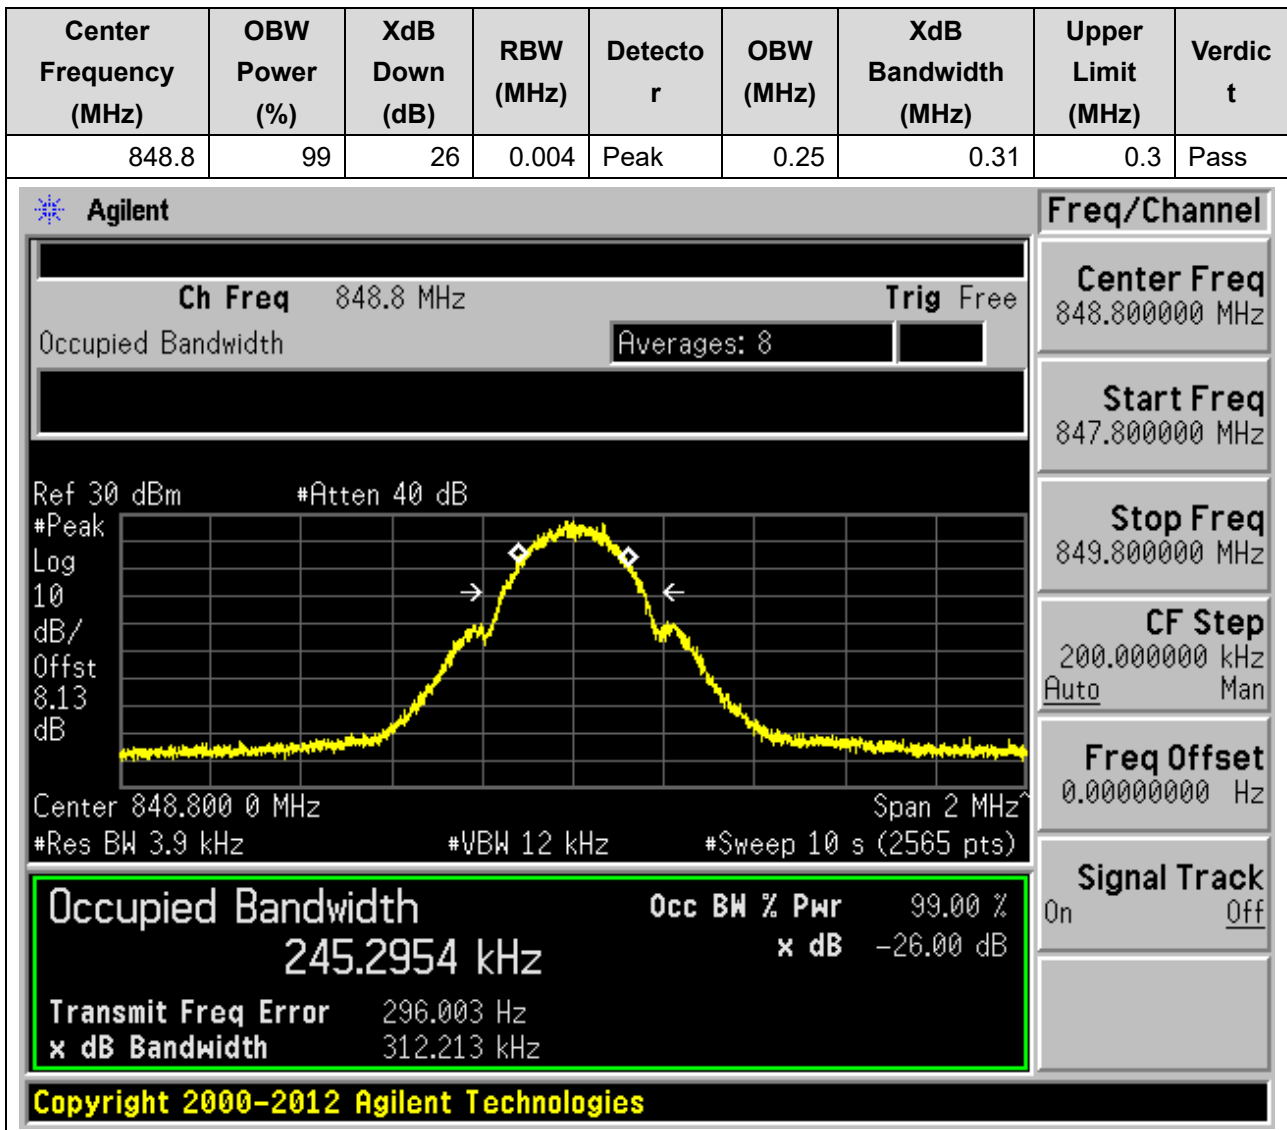 Center Frequency (MHz) OBW Power (%) XdB Down (dB) RBW (MHz) Detector OBW (MHz) XdB Bandwidth (MHz) Upper Limit (MHz) Verdict
848.8 99 26 0.004 Peak 0.25 0.31 0.3 Pass
Agilent
Ch Freq 848.8 MHz Trig Free
Occupied Bandwidth Averages: 8
Ref 30 dBm #Atten 40 dB
#Peak
Log
10
dB/
Offst
8.13
dB
Center 848.800 0 MHz Span 2 MHz^
#Res BW 3.9 kHz #VBW 12 kHz #Sweep 10 s (2565 pts)
Occupied Bandwidth Occ BW % Pwr 99.00 %
245.2954 kHz x dB -26.00 dB
Transmit Freq Error 296.003 Hz
x dB Bandwidth 312.213 kHz
Copyright 2000-2012 Agilent Technologies
Freq/Channel
Center Freq
848.800000 MHz
Start Freq
847.800000 MHz
Stop Freq
849.800000 MHz
CF Step
200.000000 kHz
Auto Man
Freq Offset
0.00000000 Hz
Signal Track
On Off